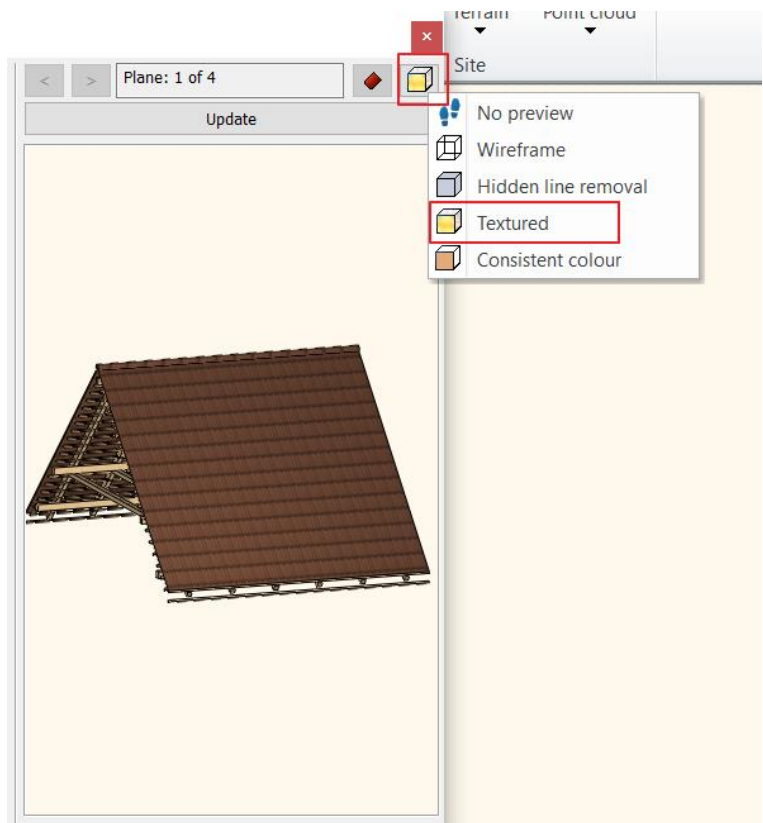 Terrain Point cloud
Site
< > Plane: 1 of 4
Update
No preview
Wireframe
Hidden line removal
Textured
Consistent colour